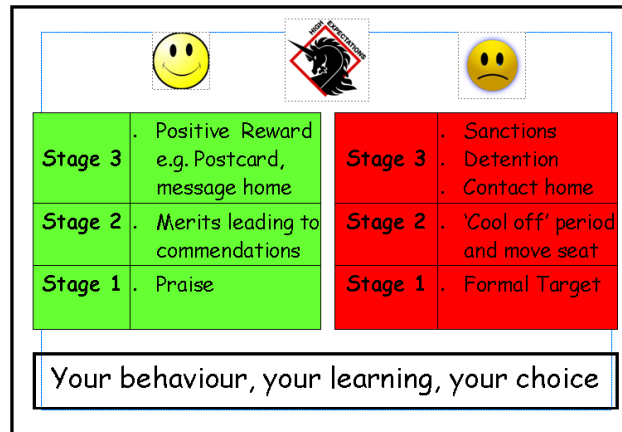 HIGH EXPECTATIONS
Stage 3
. Positive Reward
e.g. Postcard,
message home
Stage 2
. Merits leading to
commendations
Stage 1
. Praise
Stage 3
. Sanctions
. Detention
. Contact home
Stage 2
. 'Cool off' period
and move seat
Stage 1
. Formal Target
Your behaviour, your learning, your choice